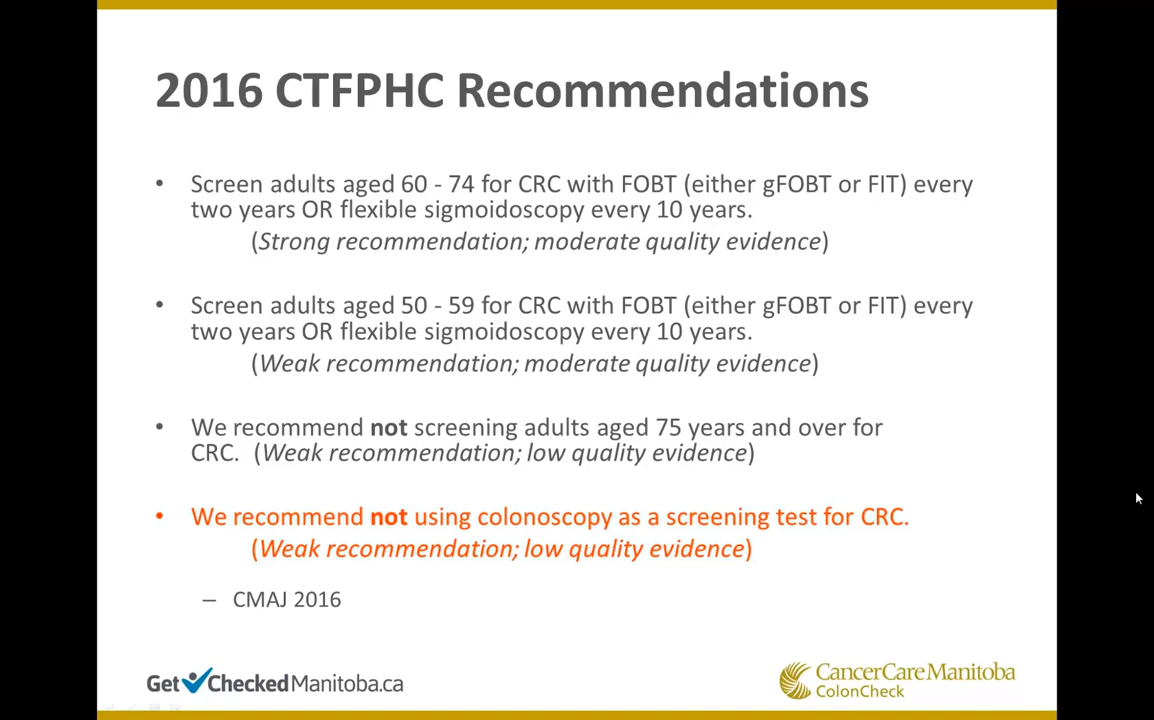 2016 CTFPHC Recommendations
• Screen adults aged 60 - 74 for CRC with FOBT (either gFOBT or FIT) every
two years OR flexible sigmoidoscopy every 10 years.
(Strong recommendation; moderate quality evidence)
• Screen adults aged 50 - 59 for CRC with FOBT (either gFOBT or FIT) every
two years OR flexible sigmoidoscopy every 10 years.
(Weak recommendation; moderate quality evidence)
• We recommend not screening adults aged 75 years and over for
CRC. (Weak recommendation; low quality evidence)
• We recommend not using colonoscopy as a screening test for CRC.
(Weak recommendation; low quality evidence)
– CMAJ 2016
Get CheckedManitoba.ca
CancerCare Manitoba
ColonCheck